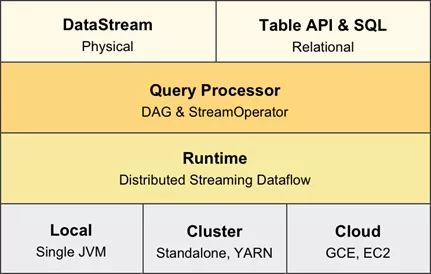 DataStream
Physical
Table API & SQL
Relational
Query Processor
DAG & StreamOperator
Runtime
Distributed Streaming Dataflow
Local
Single JVM
Cluster
Standalone, YARN
Cloud
GCE, EC2